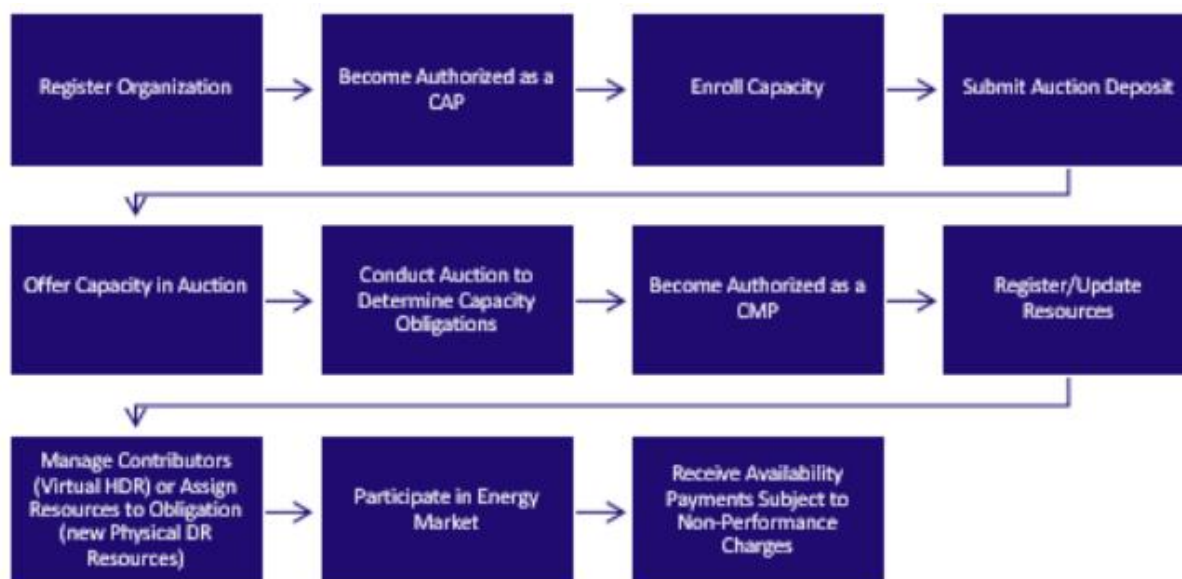 Register Organization
Become Authorized as a
CAP
Enroll Capacity
Submit Auction Deposit
Offer Capacity in Auction
Conduct Auction to
Determine Capacity
Obligations
Become Authorized as a
CMP
Register/Update
Resources
Manage Contributors
(Virtual HDR) or Assign
Resources to Obligation
(new Physical DR
Resources)
Participate in Energy
Market
Receive Availability
Payments Subject to
Non-Performance
Charges